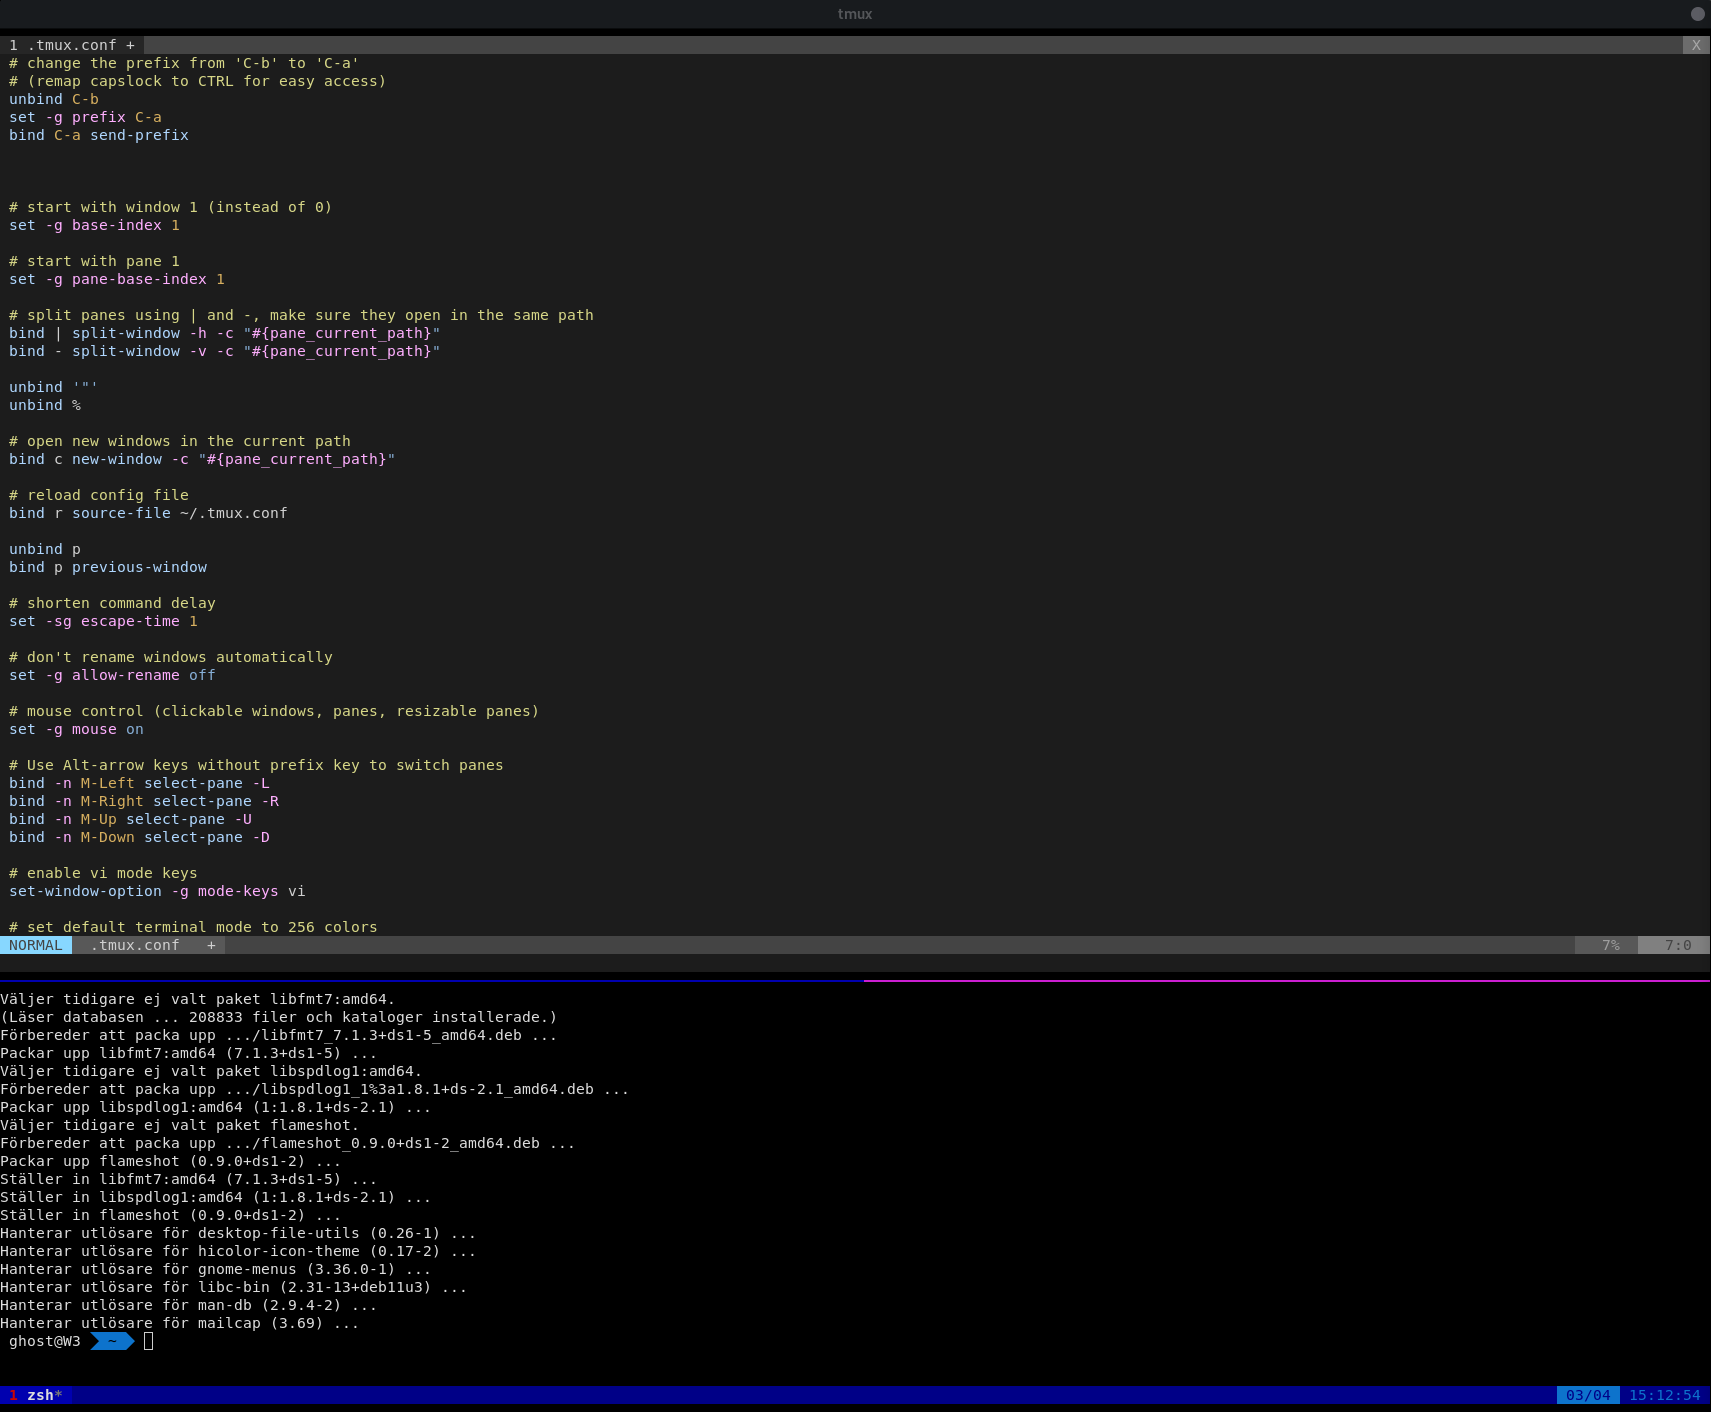 tmux
1 .tmux.conf + X
# change the prefix from 'C-b' to 'C-a'
# (remap capslock to CTRL for easy access)
unbind C-b
set -g prefix C-a
bind C-a send-prefix
# start with window 1 (instead of 0)
set -g base-index 1
# start with pane 1
set -g pane-base-index 1
# split panes using | and -, make sure they open in the same path
bind | split-window -h -c "#{pane_current_path}"
bind - split-window -v -c "#{pane_current_path}"
unbind '"'
unbind %
# open new windows in the current path
bind c new-window -c "#{pane_current_path}"
# reload config file
bind r source-file ~/.tmux.conf
unbind p
bind p previous-window
# shorten command delay
set -sg escape-time 1
# don't rename windows automatically
set -g allow-rename off
# mouse control (clickable windows, panes, resizable panes)
set -g mouse on
# Use Alt-arrow keys without prefix key to switch panes
bind -n M-Left select-pane -L
bind -n M-Right select-pane -R
bind -n M-Up select-pane -U
bind -n M-Down select-pane -D
# enable vi mode keys
set-window-option -g mode-keys vi
# set default terminal mode to 256 colors
NORMAL .tmux.conf + 7% 7:0
Väljer tidigare ej valt paket libfmt7:amd64.
(Läser databasen ... 208833 filer och kataloger installerade.)
Förbereder att packa upp .../libfmt7_7.1.3+ds1-5_amd64.deb ...
Packar upp libfmt7:amd64 (7.1.3+ds1-5) ...
Väljer tidigare ej valt paket libspdlog1:amd64.
Förbereder att packa upp .../libspdlog1_1%3a1.8.1+ds-2.1_amd64.deb ...
Packar upp libspdlog1:amd64 (1:1.8.1+ds-2.1) ...
Väljer tidigare ej valt paket flameshot.
Förbereder att packa upp .../flameshot_0.9.0+ds1-2_amd64.deb ...
Packar upp flameshot (0.9.0+ds1-2) ...
Ställer in libfmt7:amd64 (7.1.3+ds1-5) ...
Ställer in libspdlog1:amd64 (1:1.8.1+ds-2.1) ...
Ställer in flameshot (0.9.0+ds1-2) ...
Hanterar utlösare för desktop-file-utils (0.26-1) ...
Hanterar utlösare för hicolor-icon-theme (0.17-2) ...
Hanterar utlösare för gnome-menus (3.36.0-1) ...
Hanterar utlösare för libc-bin (2.31-13+deb11u3) ...
Hanterar utlösare för man-db (2.9.4-2) ...
Hanterar utlösare för mailcap (3.69) ...
ghost@W3 ~
1 zsh* 03/04 15:12:54